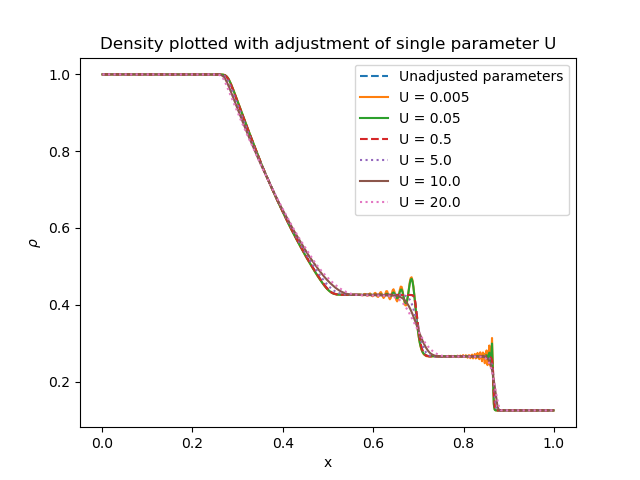 Density plotted with adjustment of single parameter U
Unadjusted parameters
U = 0.005
U = 0.05
U = 0.5
U = 5.0
U = 10.0
U = 20.0
1.0
0.8
0.6
0.4
0.2
ρ
0.0 0.2 0.4 0.6 0.8 1.0
x